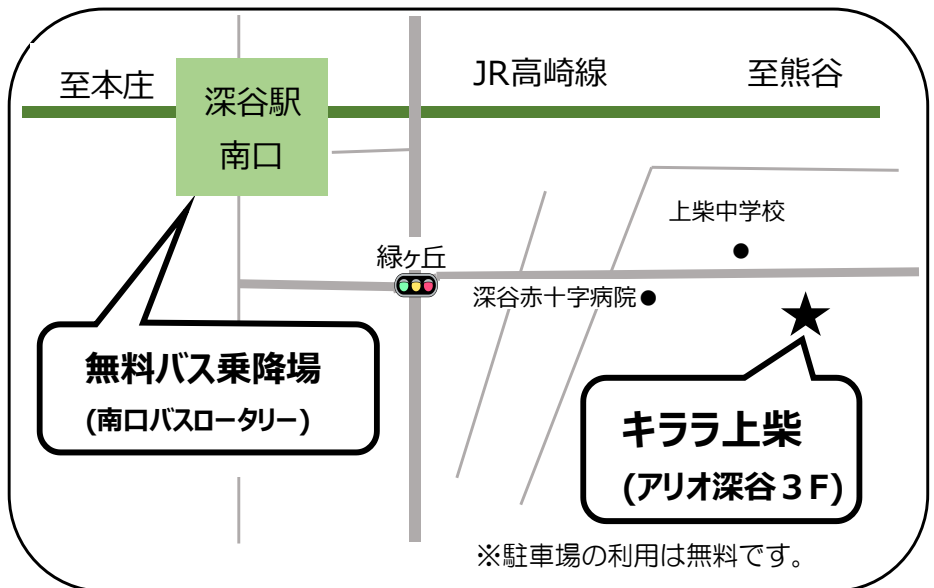 至本庄
JR高崎線
至熊谷
深谷駅
南口
上柴中学校
緑ヶ丘
深谷赤十字病院
無料バス乗降場
(南口バスロータリー)
キララ上柴
(アリオ深谷３Ｆ)
※駐車場の利用は無料です。